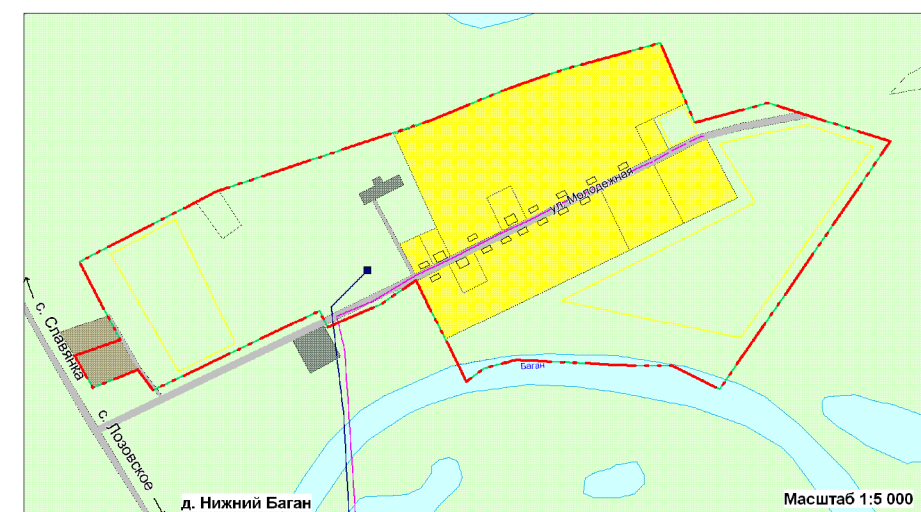 ул. Молодежная
с. Славянка
Баган
с. Лозовское
д. Нижний Баган
Масштаб 1:5 000